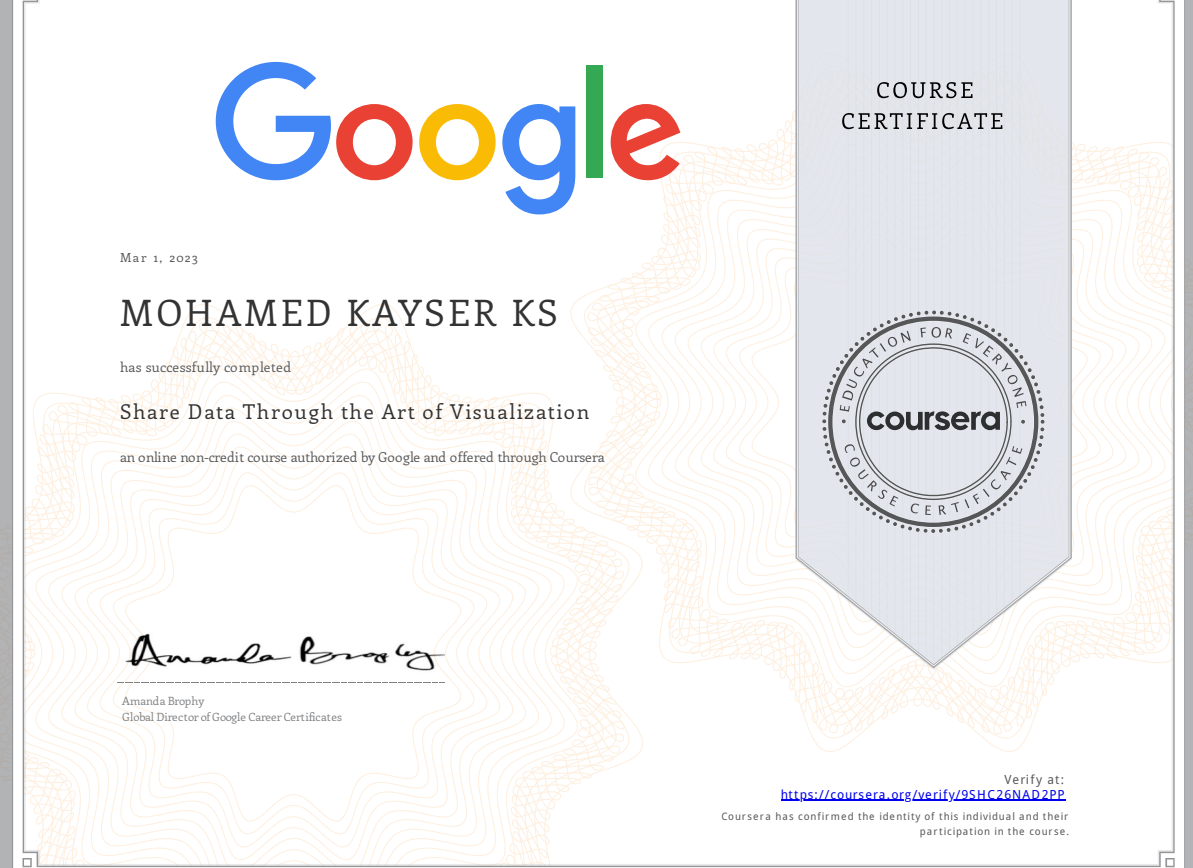 Google
COURSE
CERTIFICATE
Mar 1, 2023
MOHAMED KAYSER KS
has successfully completed
Share Data Through the Art of Visualization
an online non-credit course authorized by Google and offered through Coursera
EDUCATION FOR EVERYONE
coursera
COURSE CERTIFICATE
Amanda Brophy
Amanda Brophy
Global Director of Google Career Certificates
Verify at:
https://coursera.org/verify/9SHC26NAD2PP
Coursera has confirmed the identity of this individual and their
participation in the course.